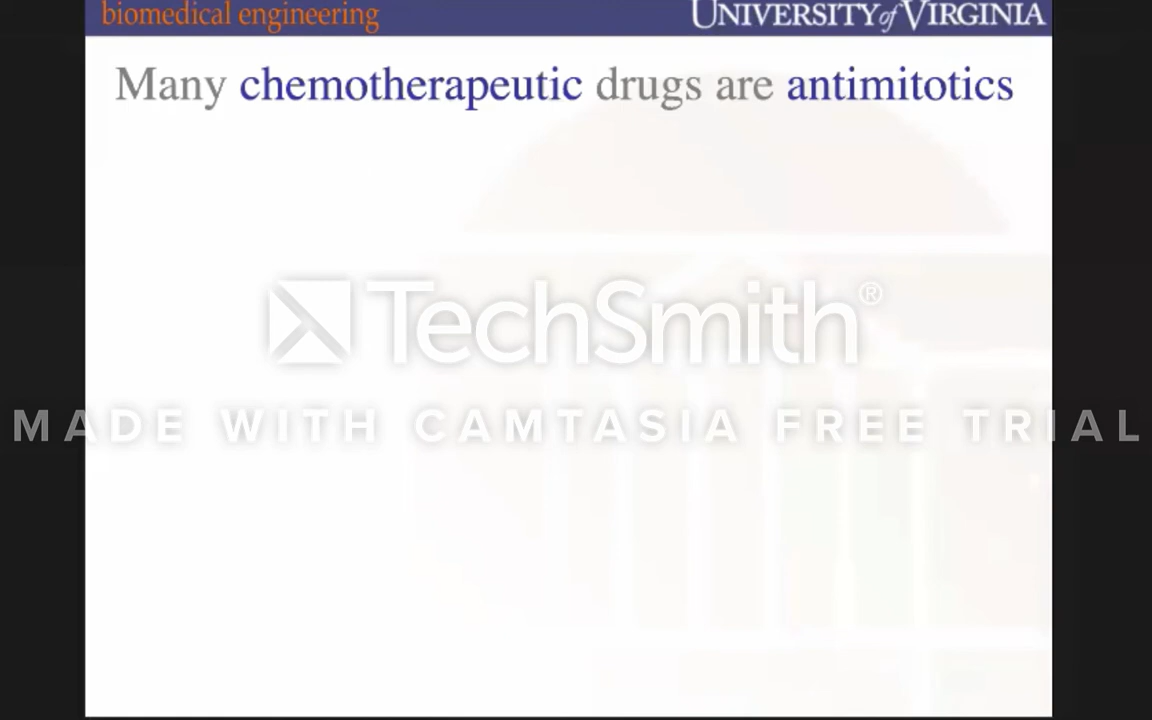 biomedical engineering
UNIVERSITY of VIRGINIA
Many chemotherapeutic drugs are antimitotics
TechSmith®
MADE WITH CAMTASIA FREE TRIAL